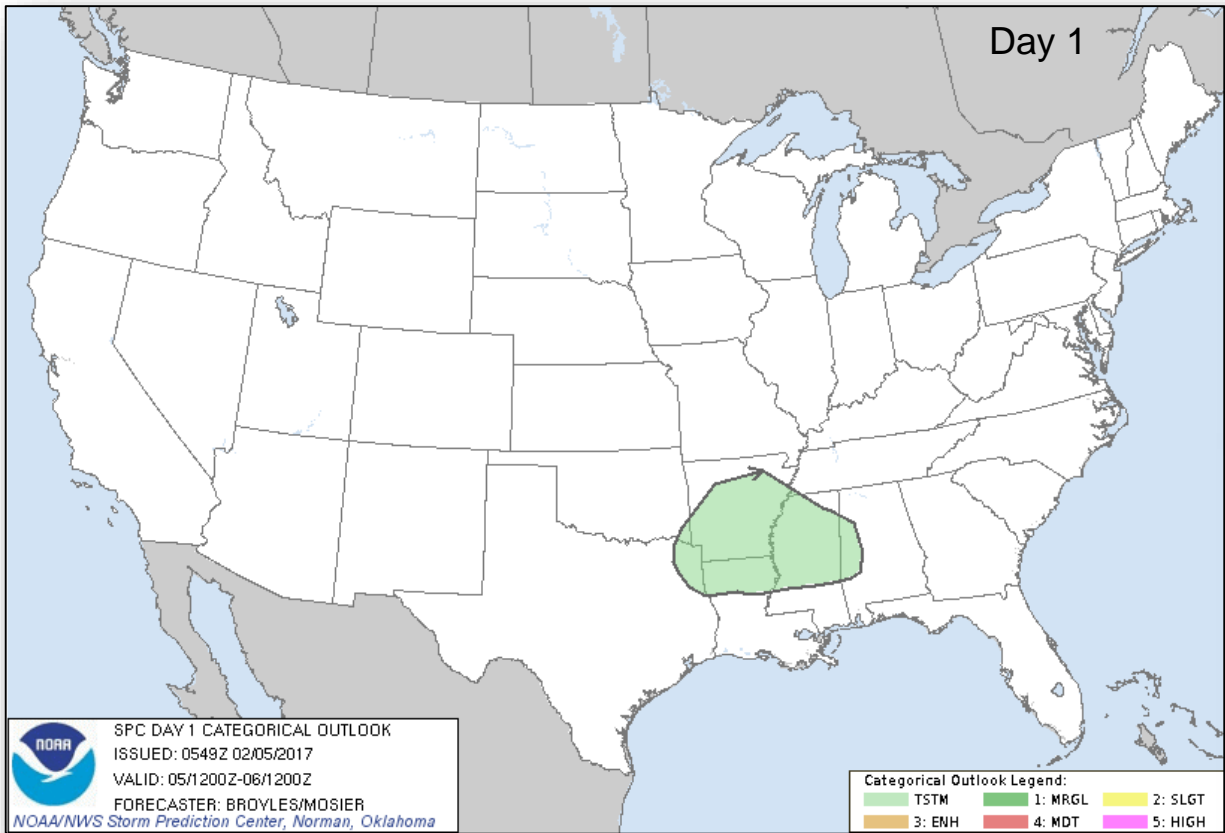 Day 1
NOAA
SPC DAY 1 CATEGORICAL OUTLOOK
ISSUED: 0549Z 02/05/2017
VALID: 05/1200Z-06/1200Z
FORECASTER: BROYLES/MOSIER
NOAA/NWS Storm Prediction Center, Norman, Oklahoma
Categorical Outlook Legend:
TSTM 1: MRGL 2: SLGT
3: ENH 4: MDT 5: HIGH